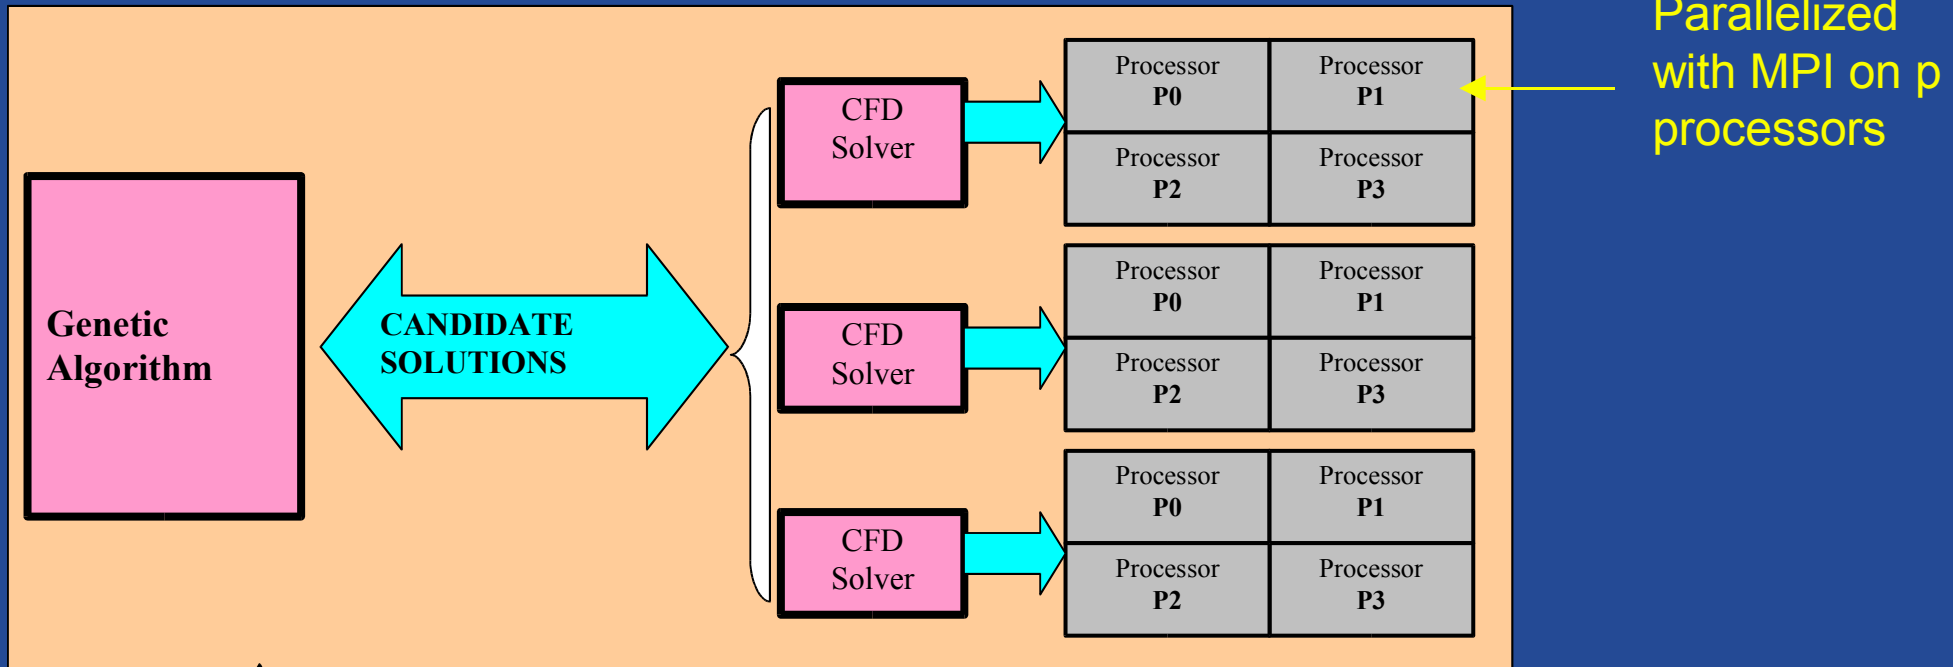 Genetic
Algorithm
CANDIDATE
SOLUTIONS
CFD
Solver
Processor
P0
Processor
P1
Processor
P2
Processor
P3
CFD
Solver
Processor
P0
Processor
P1
Processor
P2
Processor
P3
CFD
Solver
Processor
P0
Processor
P1
Processor
P2
Processor
P3
Parallelized
with MPI on p
processors